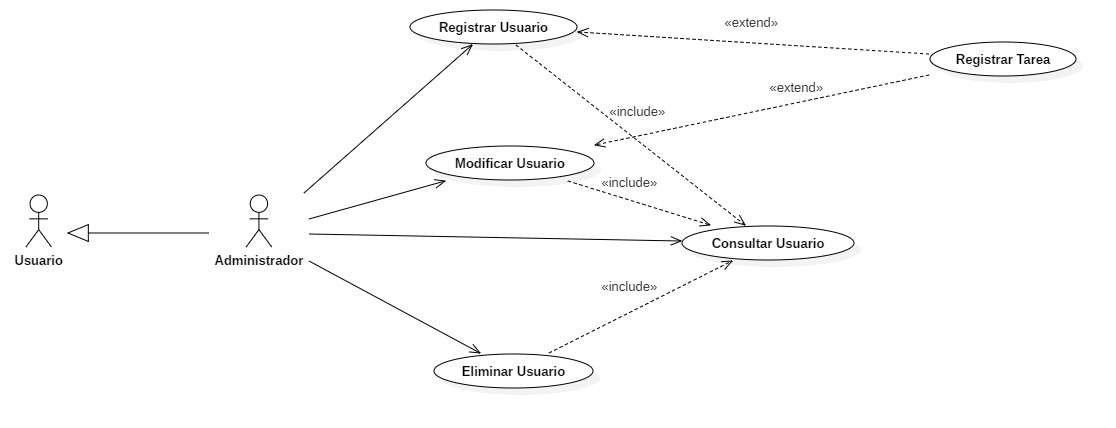 Registrar Usuario
«extend»
Registrar Tarea
«extend»
«include»
Modificar Usuario
«include»
Usuario
Administrador
Consultar Usuario
«include»
Eliminar Usuario